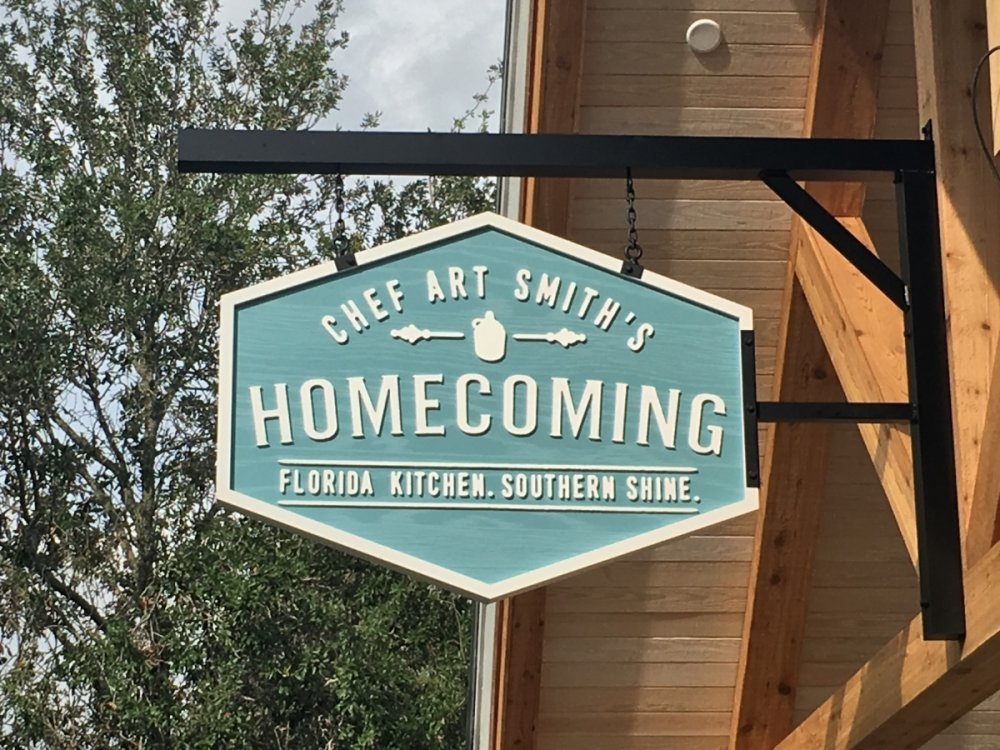 CHEF ART SMITH'S
HOMECOMING
FLORIDA KITCHEN. SOUTHERN SHINE.